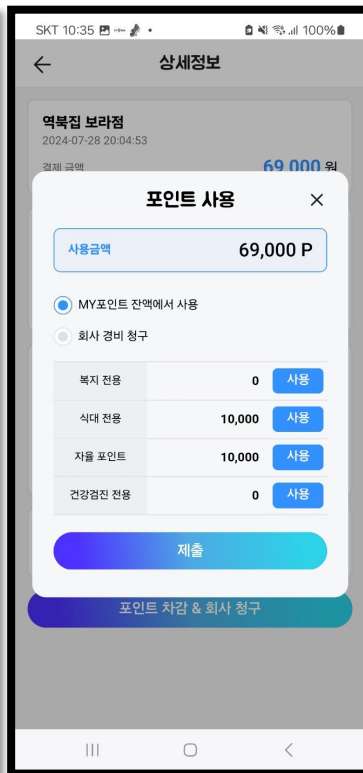 SKT 10:35 100%
상세정보
역북집 보라점
2024-07-28 20:04:53
결제 금액 69,000 원
포인트 사용
사용금액 69,000 P
MY포인트 잔액에서 사용
회사 경비 청구
복지 전용 0 사용
식대 전용 10,000 사용
자율 포인트 10,000 사용
건강검진 전용 0 사용
제출
포인트 차감 & 회사 청구